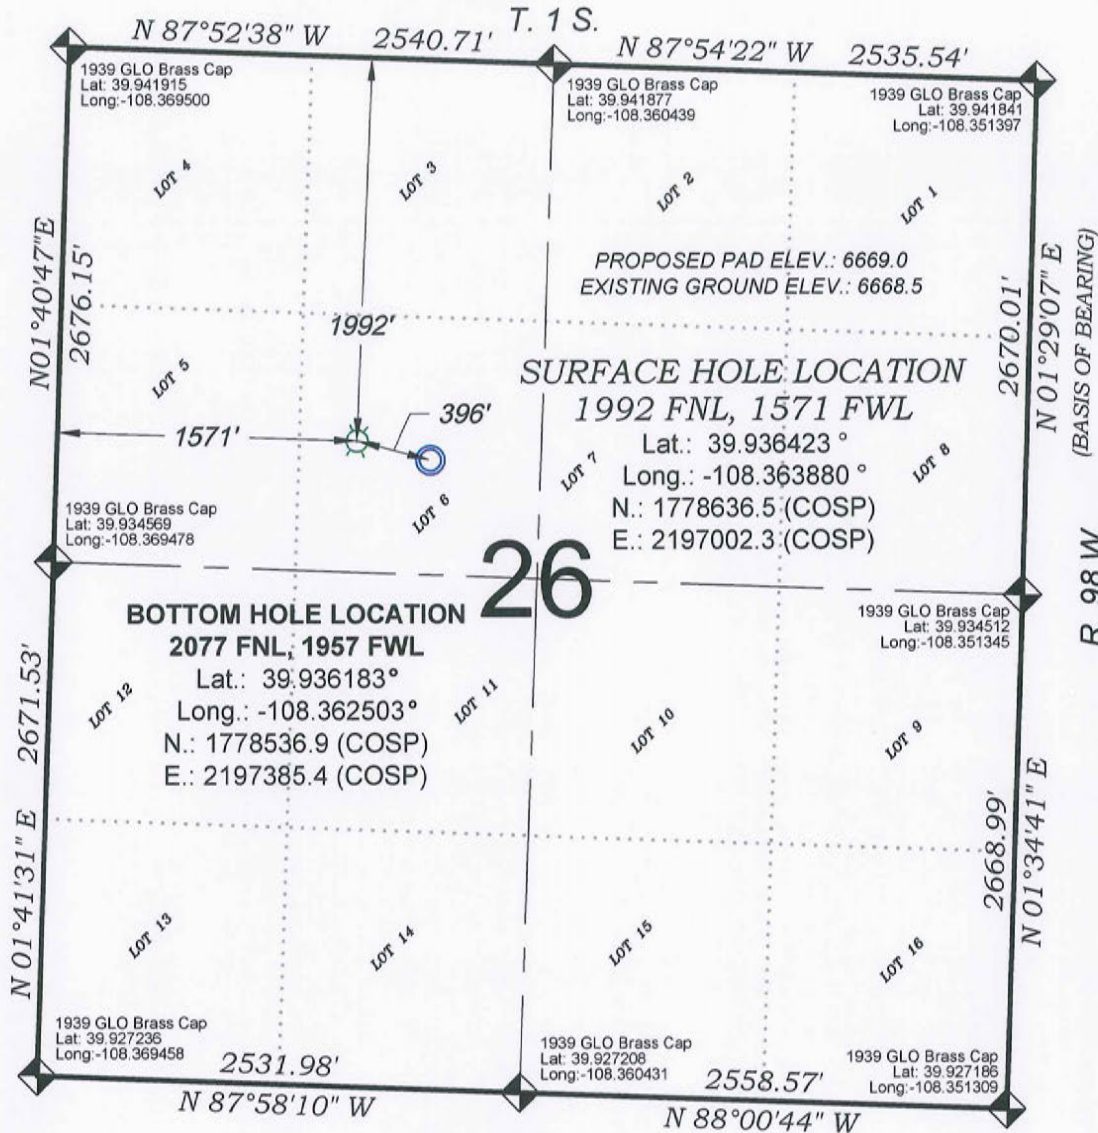 T. 1 S.
N 87°52'38" W 2540.71'
N 87°54'22" W 2535.54'
1939 GLO Brass Cap
Lat: 39.941915
Long:-108.369500
1939 GLO Brass Cap
Lat: 39.941877
Long:-108.360439
1939 GLO Brass Cap
Lat: 39.941841
Long:-108.351397
LOT 4
LOT 3
LOT 2
LOT 1
N01°40'47"E
2676.15'
PROPOSED PAD ELEV.: 6669.0
EXISTING GROUND ELEV.: 6668.5
2670.01'
N 01°29'07" E
(BASIS OF BEARING)
1992'
LOT 5
SURFACE HOLE LOCATION
1992 FNL, 1571 FWL
Lat.: 39.936423 °
Long.: -108.363880 °
N.: 1778636.5 (COSP)
E.: 2197002.3 (COSP)
396'
1571'
LOT 6
LOT 7
LOT 8
1939 GLO Brass Cap
Lat: 39.934569
Long:-108.369478
26
R. 98 W.
BOTTOM HOLE LOCATION
2077 FNL, 1957 FWL
Lat.: 39.936183°
Long.: -108.362503°
N.: 1778536.9 (COSP)
E.: 2197385.4 (COSP)
1939 GLO Brass Cap
Lat: 39.934512
Long:-108.351345
LOT 12
LOT 11
LOT 10
LOT 9
2671.53'
N 01°41'31" E
2668.99'
N 01°34'41" E
LOT 13
LOT 14
LOT 15
LOT 16
1939 GLO Brass Cap
Lat: 39.927236
Long:-108.369458
1939 GLO Brass Cap
Lat: 39.927208
Long:-108.360431
1939 GLO Brass Cap
Lat: 39.927186
Long:-108.351309
2531.98'
N 87°58'10" W
2558.57'
N 88°00'44" W